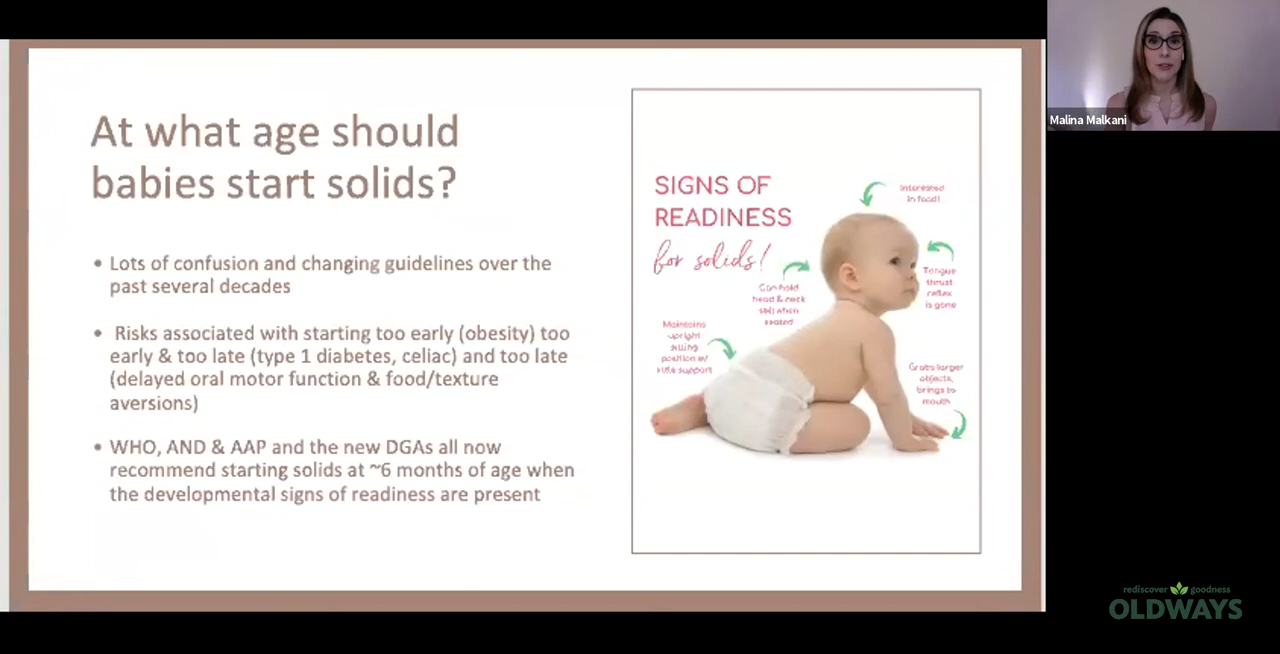 At what age should
babies start solids?
• Lots of confusion and changing guidelines over the
past several decades
• Risks associated with starting too early (obesity) too
early & too late (type 1 diabetes, celiac) and too late
(delayed oral motor function & food/texture
aversions)
• WHO, AND & AAP and the new DGAs all now
recommend starting solids at ~6 months of age when
the developmental signs of readiness are present
SIGNS OF
READINESS
for solids!
Interested
in food!
Tongue
thrust
reflex
is gone
Can hold
head & neck
still when
seated
Maintains
upright
sitting
position w/
little support
Grabs larger
objects,
brings to
mouth
Malina Malkani
rediscover goodness
OLDWAYS